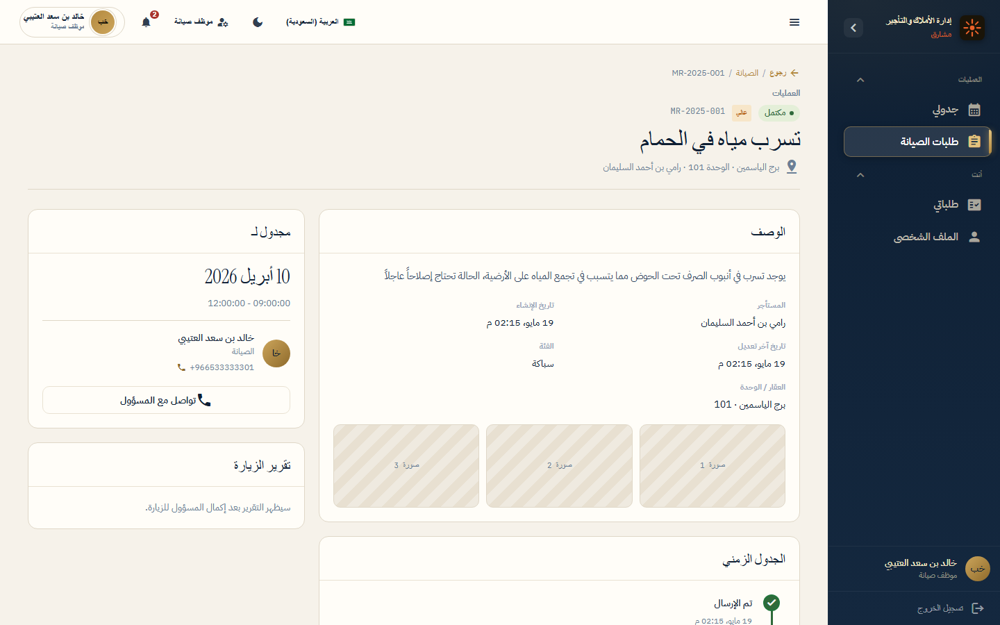 إدارة الأملاك والتأجير
مشارق
العمليات
جدولي
طلبات الصيانة
أنت
طلباتي
الملف الشخصي
خب
خالد بن سعد العتيبي
موظف صيانة
تسجيل الخروج
العربية (السعودية)
موظف صيانة
2
خب
خالد بن سعد العتيبي
موظف صيانة
رجوع / الصيانة / MR-2025-001
العمليات
مكتمل عالي MR-2025-001
تسرب مياه في الحمام
برج الياسمين · الوحدة 101 · رامي بن أحمد السليمان
الوصف
يوجد تسرب في أنبوب الصرف تحت الحوض مما يتسبب في تجمع المياه على الأرضية، الحالة تحتاج إصلاحاً عاجلاً
المستأجر
رامي بن أحمد السليمان
تاريخ الإنشاء
19 مايو، 02:15 م
تاريخ آخر تعديل
19 مايو، 02:15 م
الفئة
سباكة
العقار / الوحدة
برج الياسمين · 101
صورة 1
صورة 2
صورة 3
الجدول الزمني
تم الإرسال
19 مايو، 02:15 م
مجدول لـ
10 أبريل 2026
09:00:00 - 12:00:00
خا
خالد بن سعد العتيبي
الصيانة
+966533333301
تواصل مع المسؤول
تقرير الزيارة
سيظهر التقرير بعد إكمال المسؤول للزيارة.